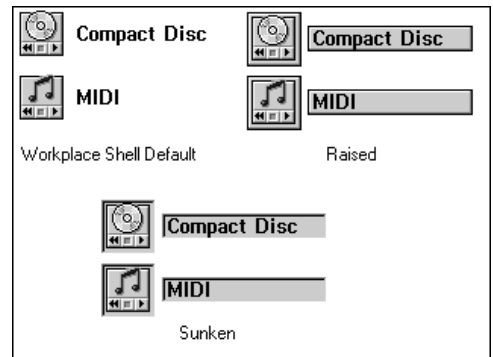 Compact Disc
MIDI
Workplace Shell Default
Compact Disc
MIDI
Raised
Compact Disc
MIDI
Sunken